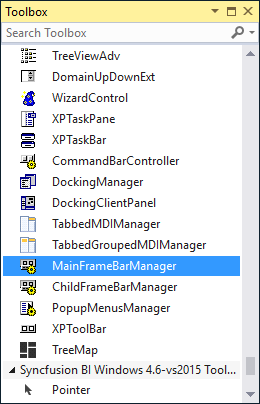 Toolbox
Search Toolbox
TreeViewAdv
DomainUpDownExt
WizardControl
XPTaskPane
XPTaskBar
CommandBarController
DockingManager
DockingClientPanel
TabbedMDIManager
TabbedGroupedMDIManager
MainFrameBarManager
ChildFrameBarManager
PopupMenusManager
XPToolBar
TreeMap
Syncfusion BI Windows 4.6-vs2015 Tool...
Pointer